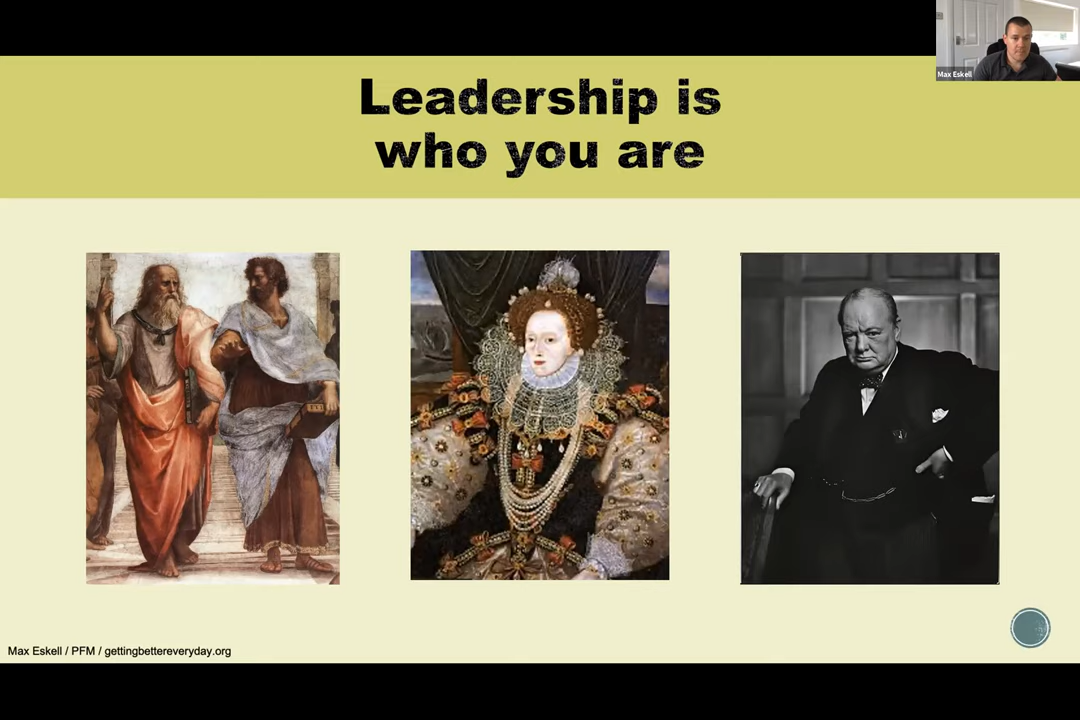 Max Eskell
Leadership is
who you are
Max Eskell / PFM / gettingbettereveryday.org